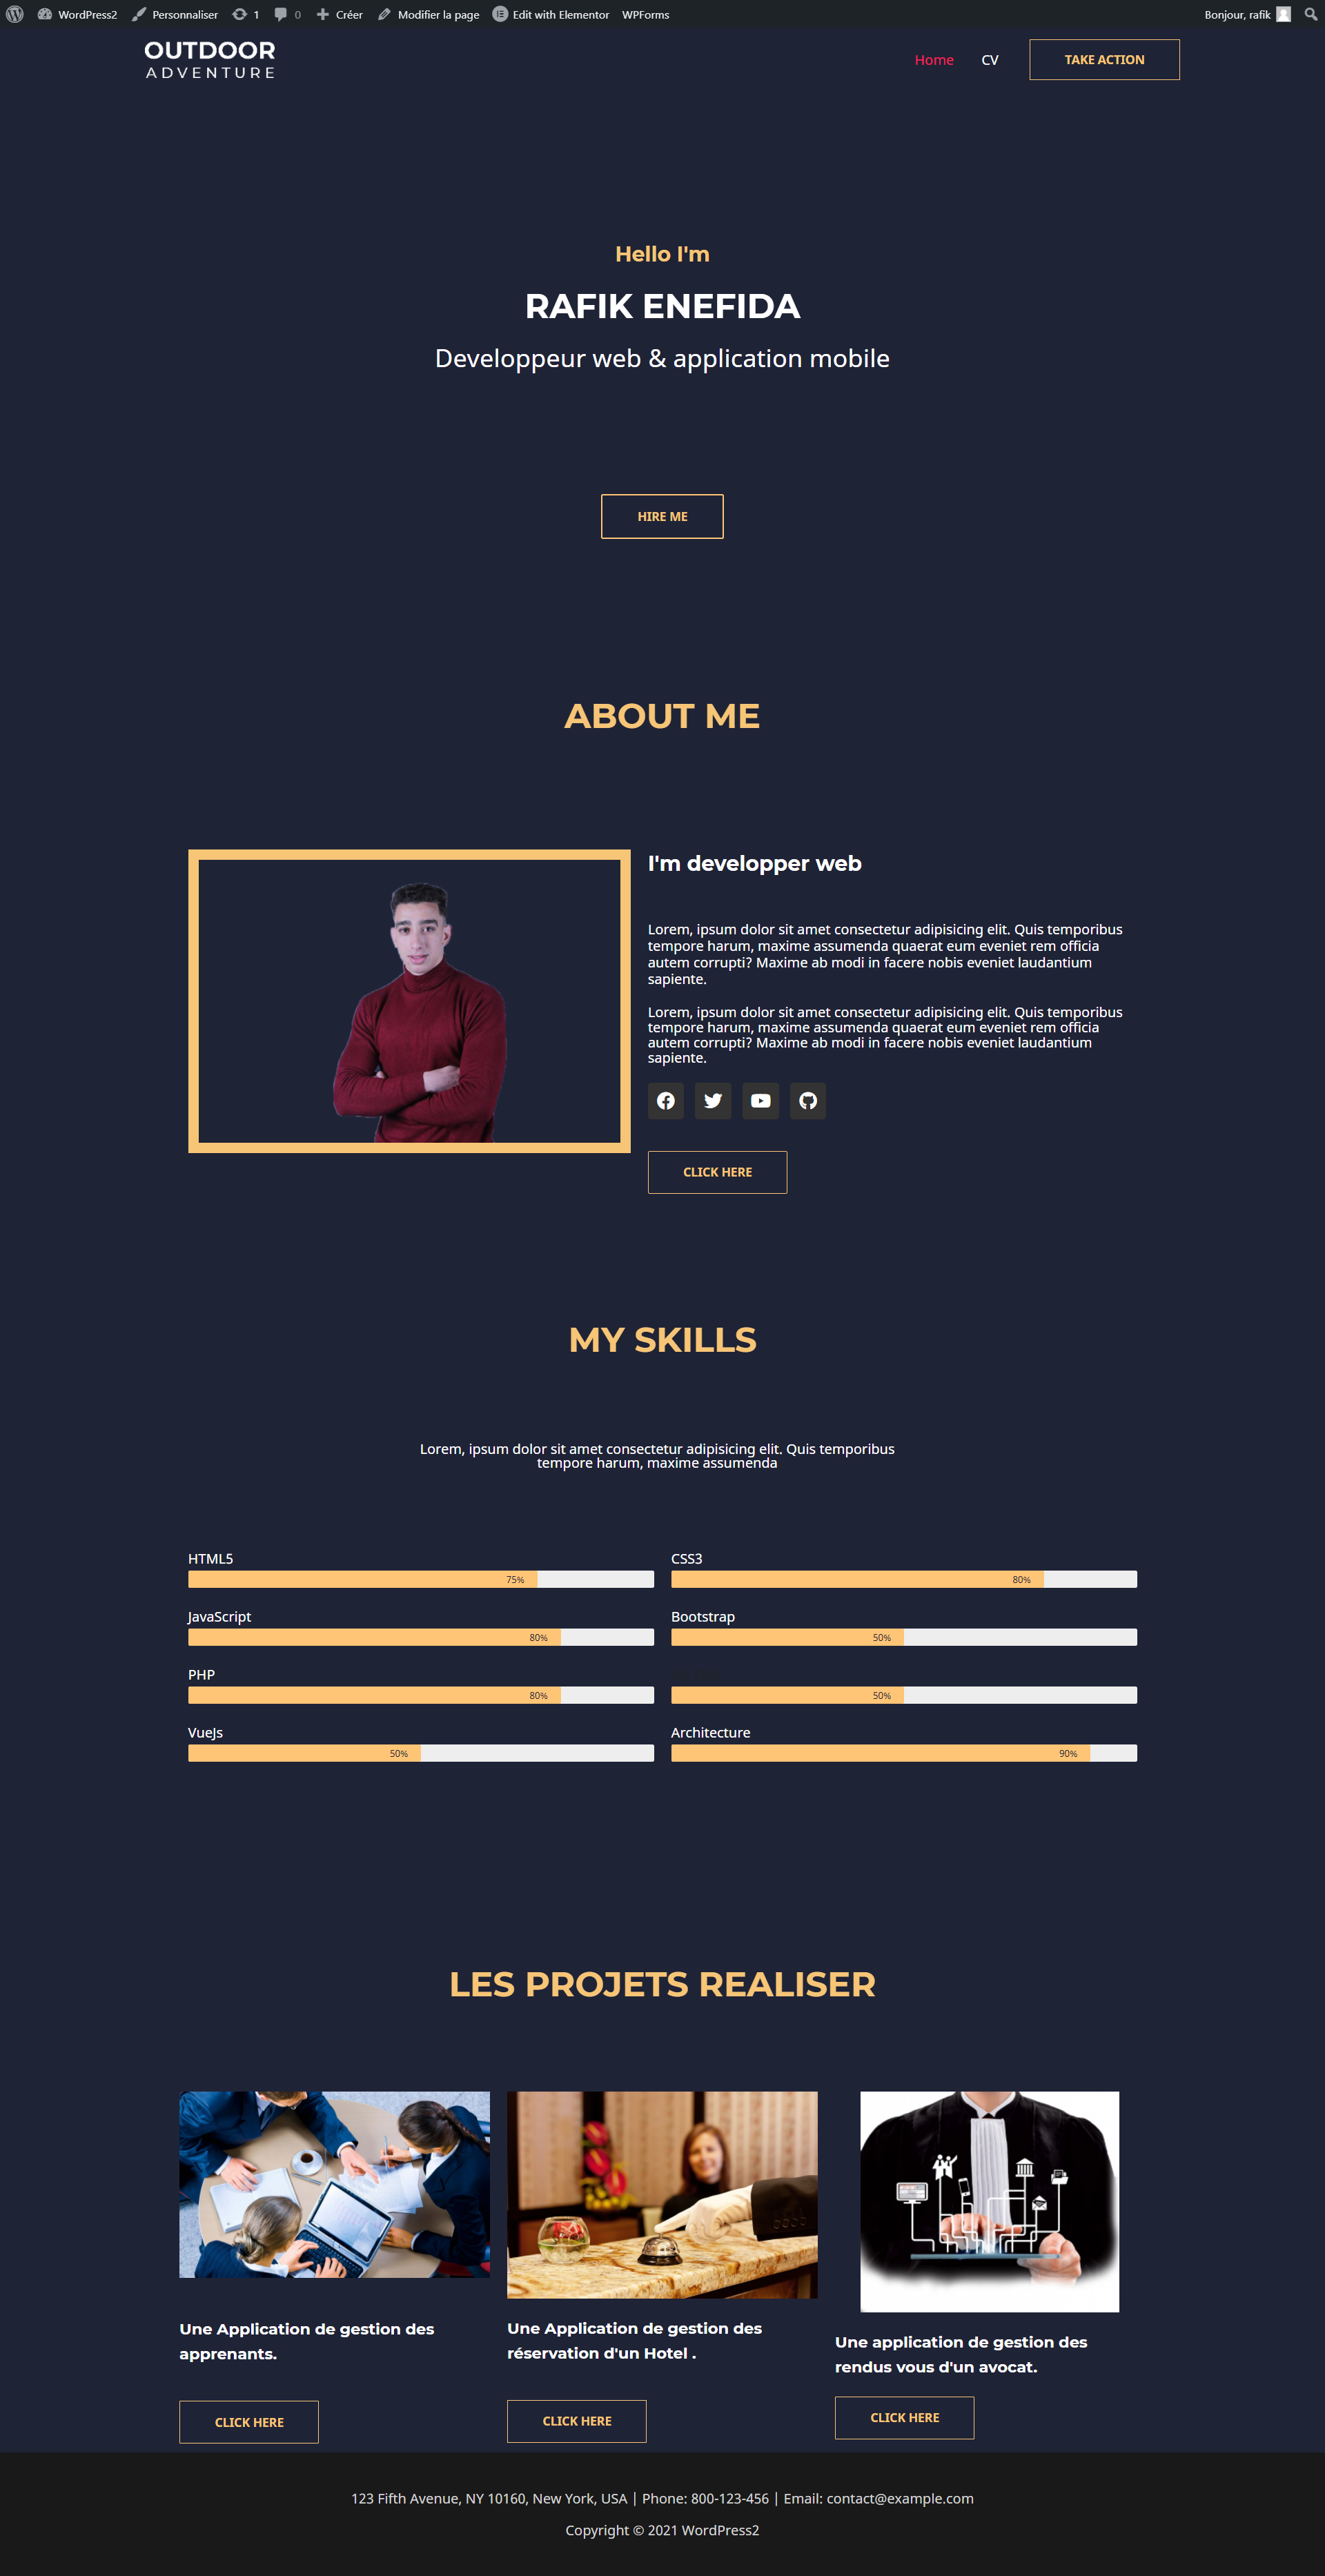 WordPress2 Personnaliser 1 0 Créer Modifier la page Edit with Elementor WPForms Bonjour, rafik
OUTDOOR
ADVENTURE
Home CV TAKE ACTION
Hello I'm
RAFIK ENEFIDA
Developpeur web & application mobile
HIRE ME
ABOUT ME
I'm developper web
Lorem, ipsum dolor sit amet consectetur adipisicing elit. Quis temporibus
tempore harum, maxime assumenda quaerat eum eveniet rem officia
autem corrupti? Maxime ab modi in facere nobis eveniet laudantium
sapiente.
Lorem, ipsum dolor sit amet consectetur adipisicing elit. Quis temporibus
tempore harum, maxime assumenda quaerat eum eveniet rem officia
autem corrupti? Maxime ab modi in facere nobis eveniet laudantium
sapiente.
CLICK HERE
MY SKILLS
Lorem, ipsum dolor sit amet consectetur adipisicing elit. Quis temporibus
tempore harum, maxime assumenda
HTML5
75%
CSS3
80%
JavaScript
80%
Bootstrap
50%
PHP
80%
50%
VueJs
50%
Architecture
90%
LES PROJETS REALISER
Une Application de gestion des
apprenants.
CLICK HERE
Une Application de gestion des
réservation d'un Hotel .
CLICK HERE
Une application de gestion des
rendus vous d'un avocat.
CLICK HERE
123 Fifth Avenue, NY 10160, New York, USA | Phone: 800-123-456 | Email: contact@example.com
Copyright © 2021 WordPress2